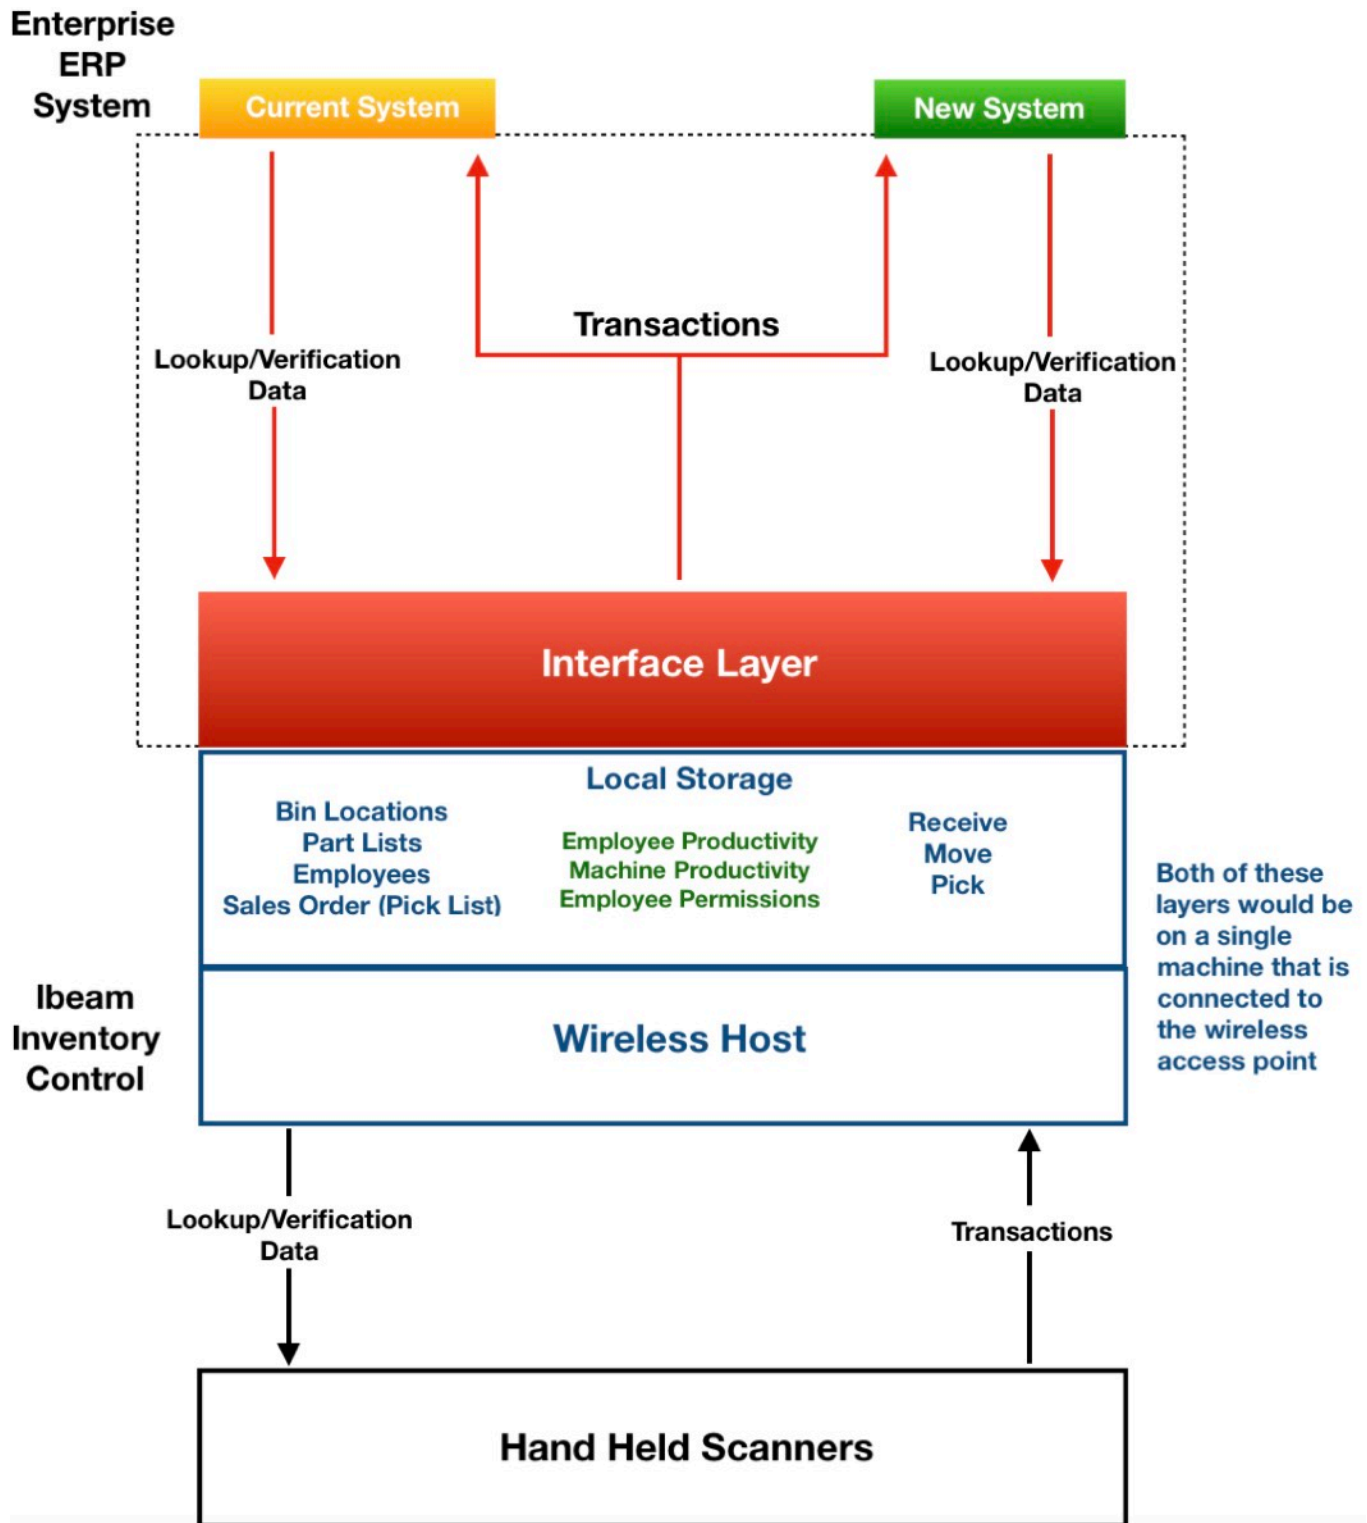 Enterprise
ERP
System
Current System
New System
Transactions
Lookup/Verification
Data
Lookup/Verification
Data
Interface Layer
Local Storage
Bin Locations
Part Lists
Employees
Sales Order (Pick List)
Employee Productivity
Machine Productivity
Employee Permissions
Receive
Move
Pick
Both of these
layers would be
on a single
machine that is
connected to
the wireless
access point
Ibeam
Inventory
Control
Wireless Host
Lookup/Verification
Data
Transactions
Hand Held Scanners